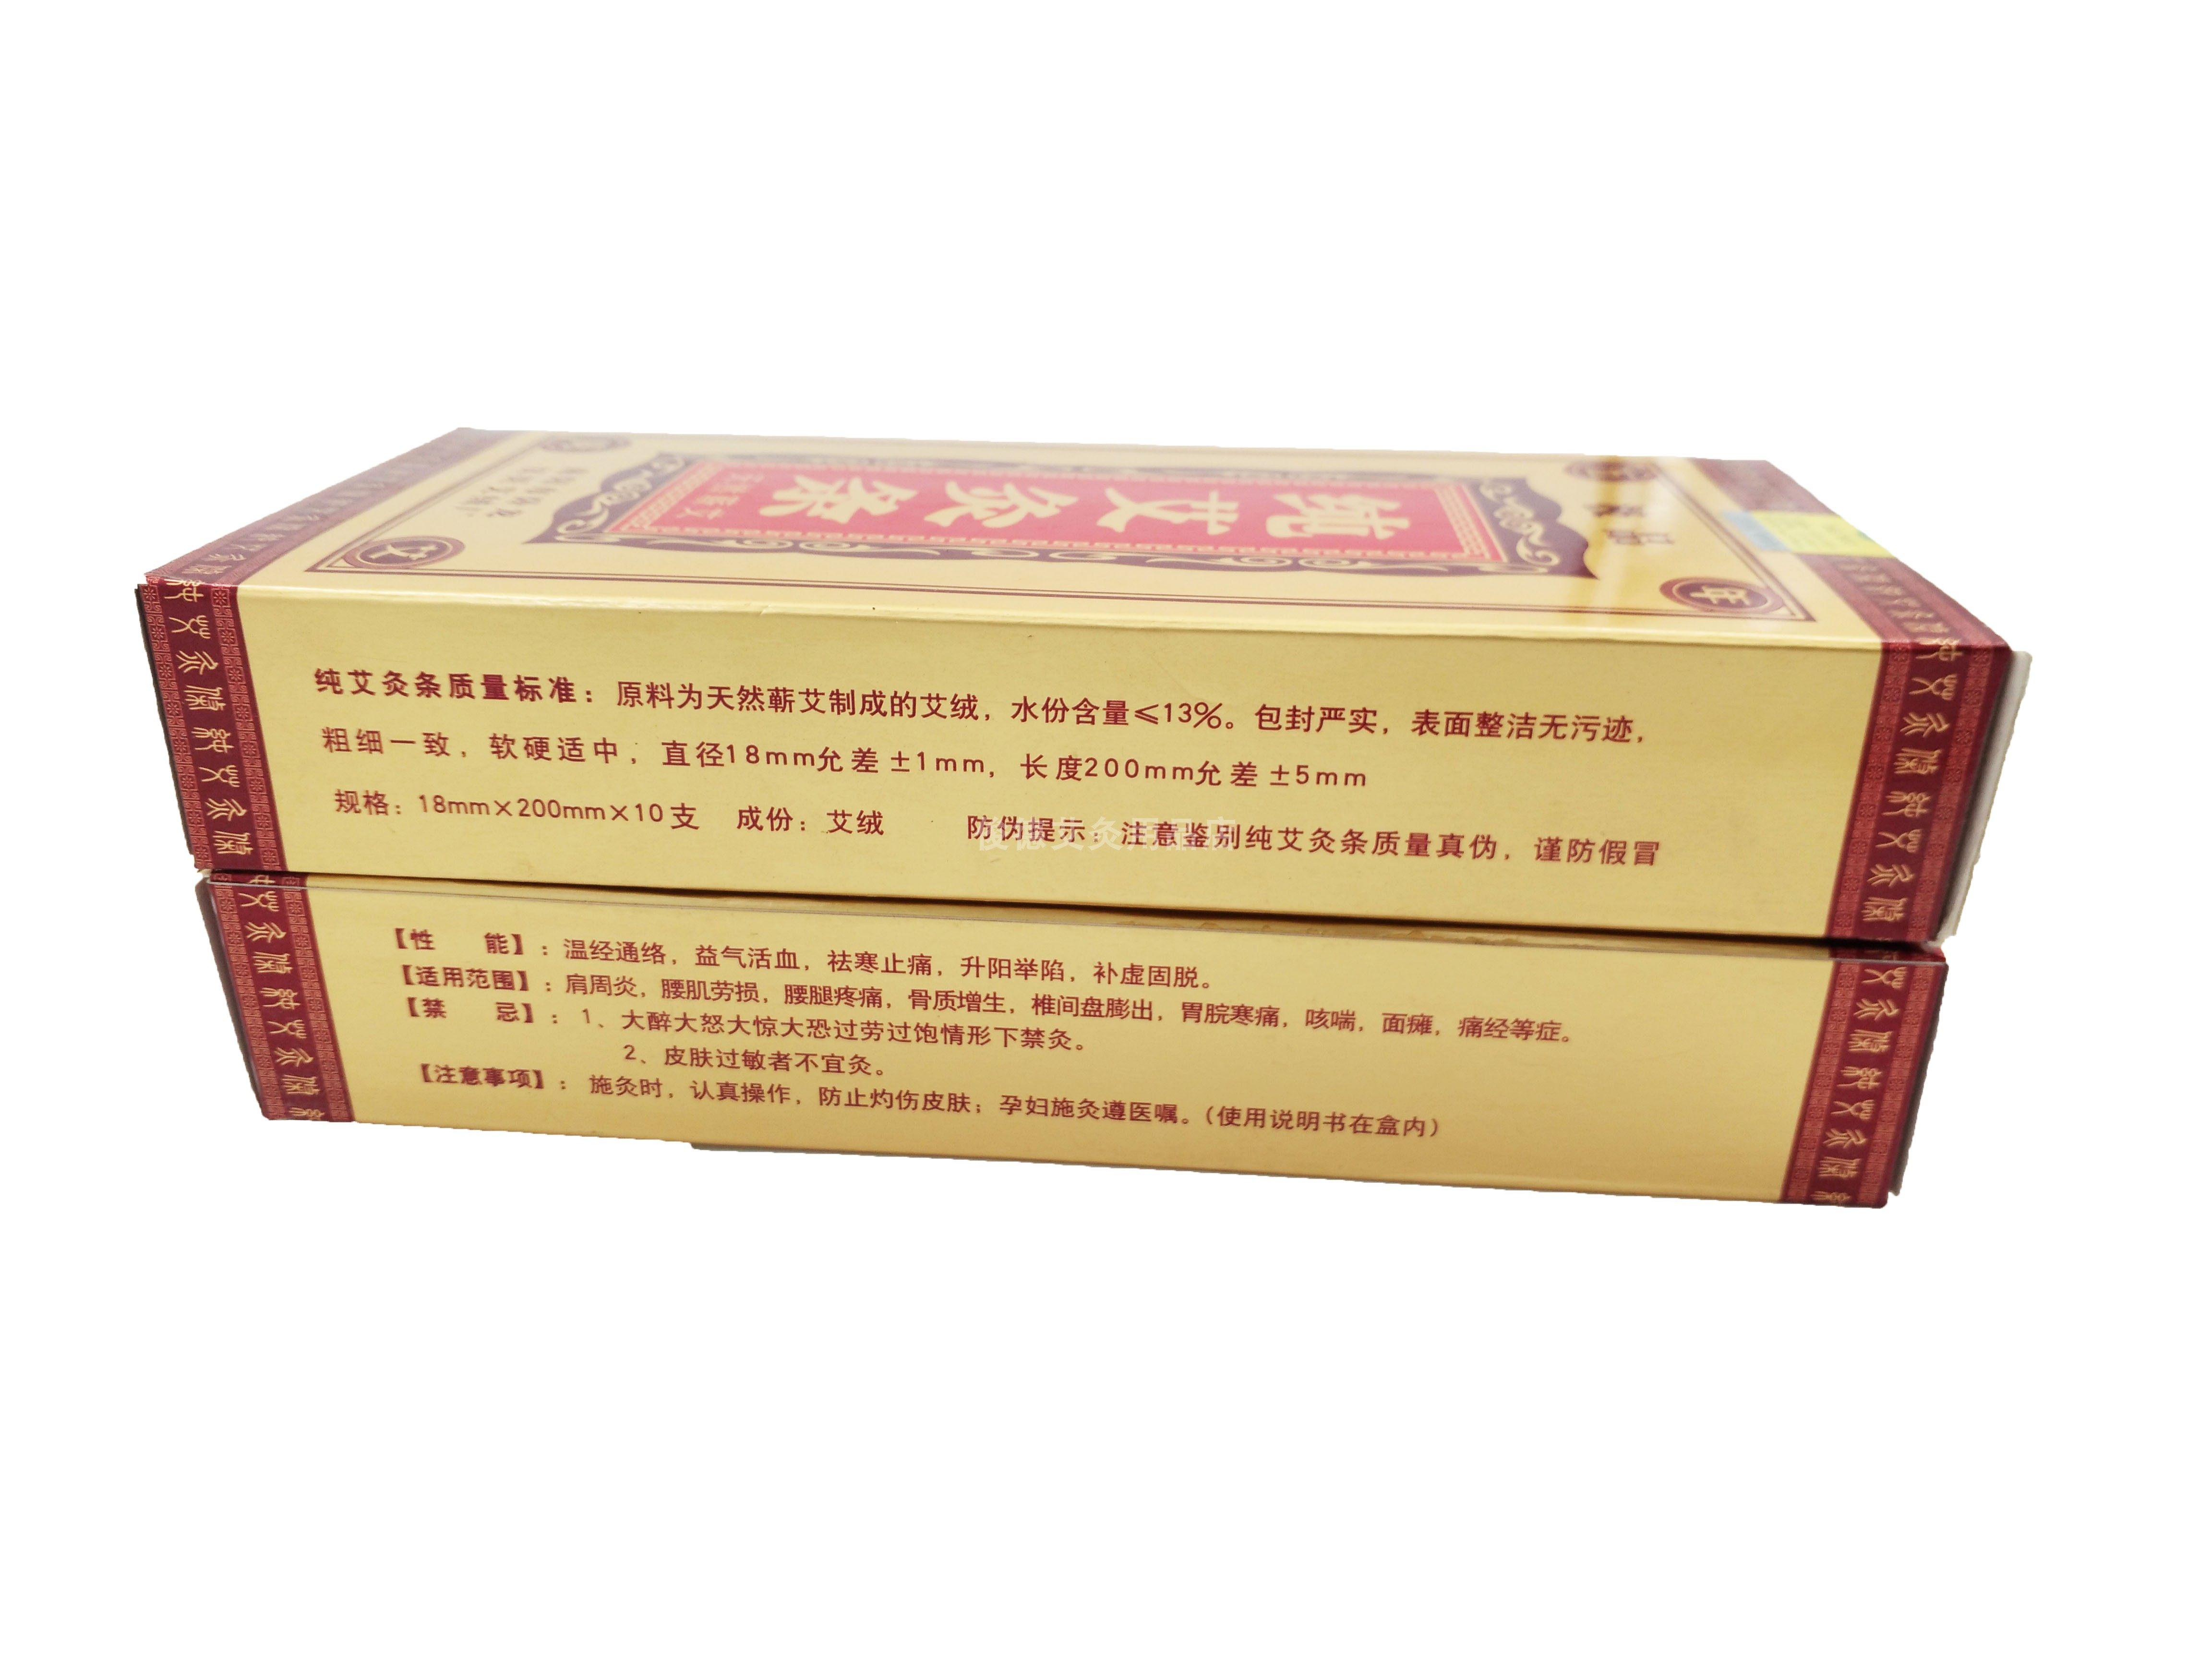 纯艾灸条
年
艾
纯艾灸条质量标准：原料为天然蕲艾制成的艾绒，水份含量≤13%。包封严实，表面整洁无污迹，
粗细一致，软硬适中，直径18mm允差±1mm，长度200mm允差±5mm
规格：18mm×200mm×10支 成份：艾绒 防伪提示：注意鉴别纯艾灸条质量真伪，谨防假冒
【性 能】：温经通络，益气活血，祛寒止痛，升阳举陷，补虚固脱。
【适用范围】：肩周炎，腰肌劳损，腰腿疼痛，骨质增生，椎间盘膨出，胃脘寒痛，咳喘，面瘫，痛经等症。
【禁 忌】：1、大醉大怒大惊大恐过劳过饱情形下禁灸。
2、皮肤过敏者不宜灸。
【注意事项】：施灸时，认真操作，防止灼伤皮肤；孕妇施灸遵医嘱。(使用说明书在盒内)